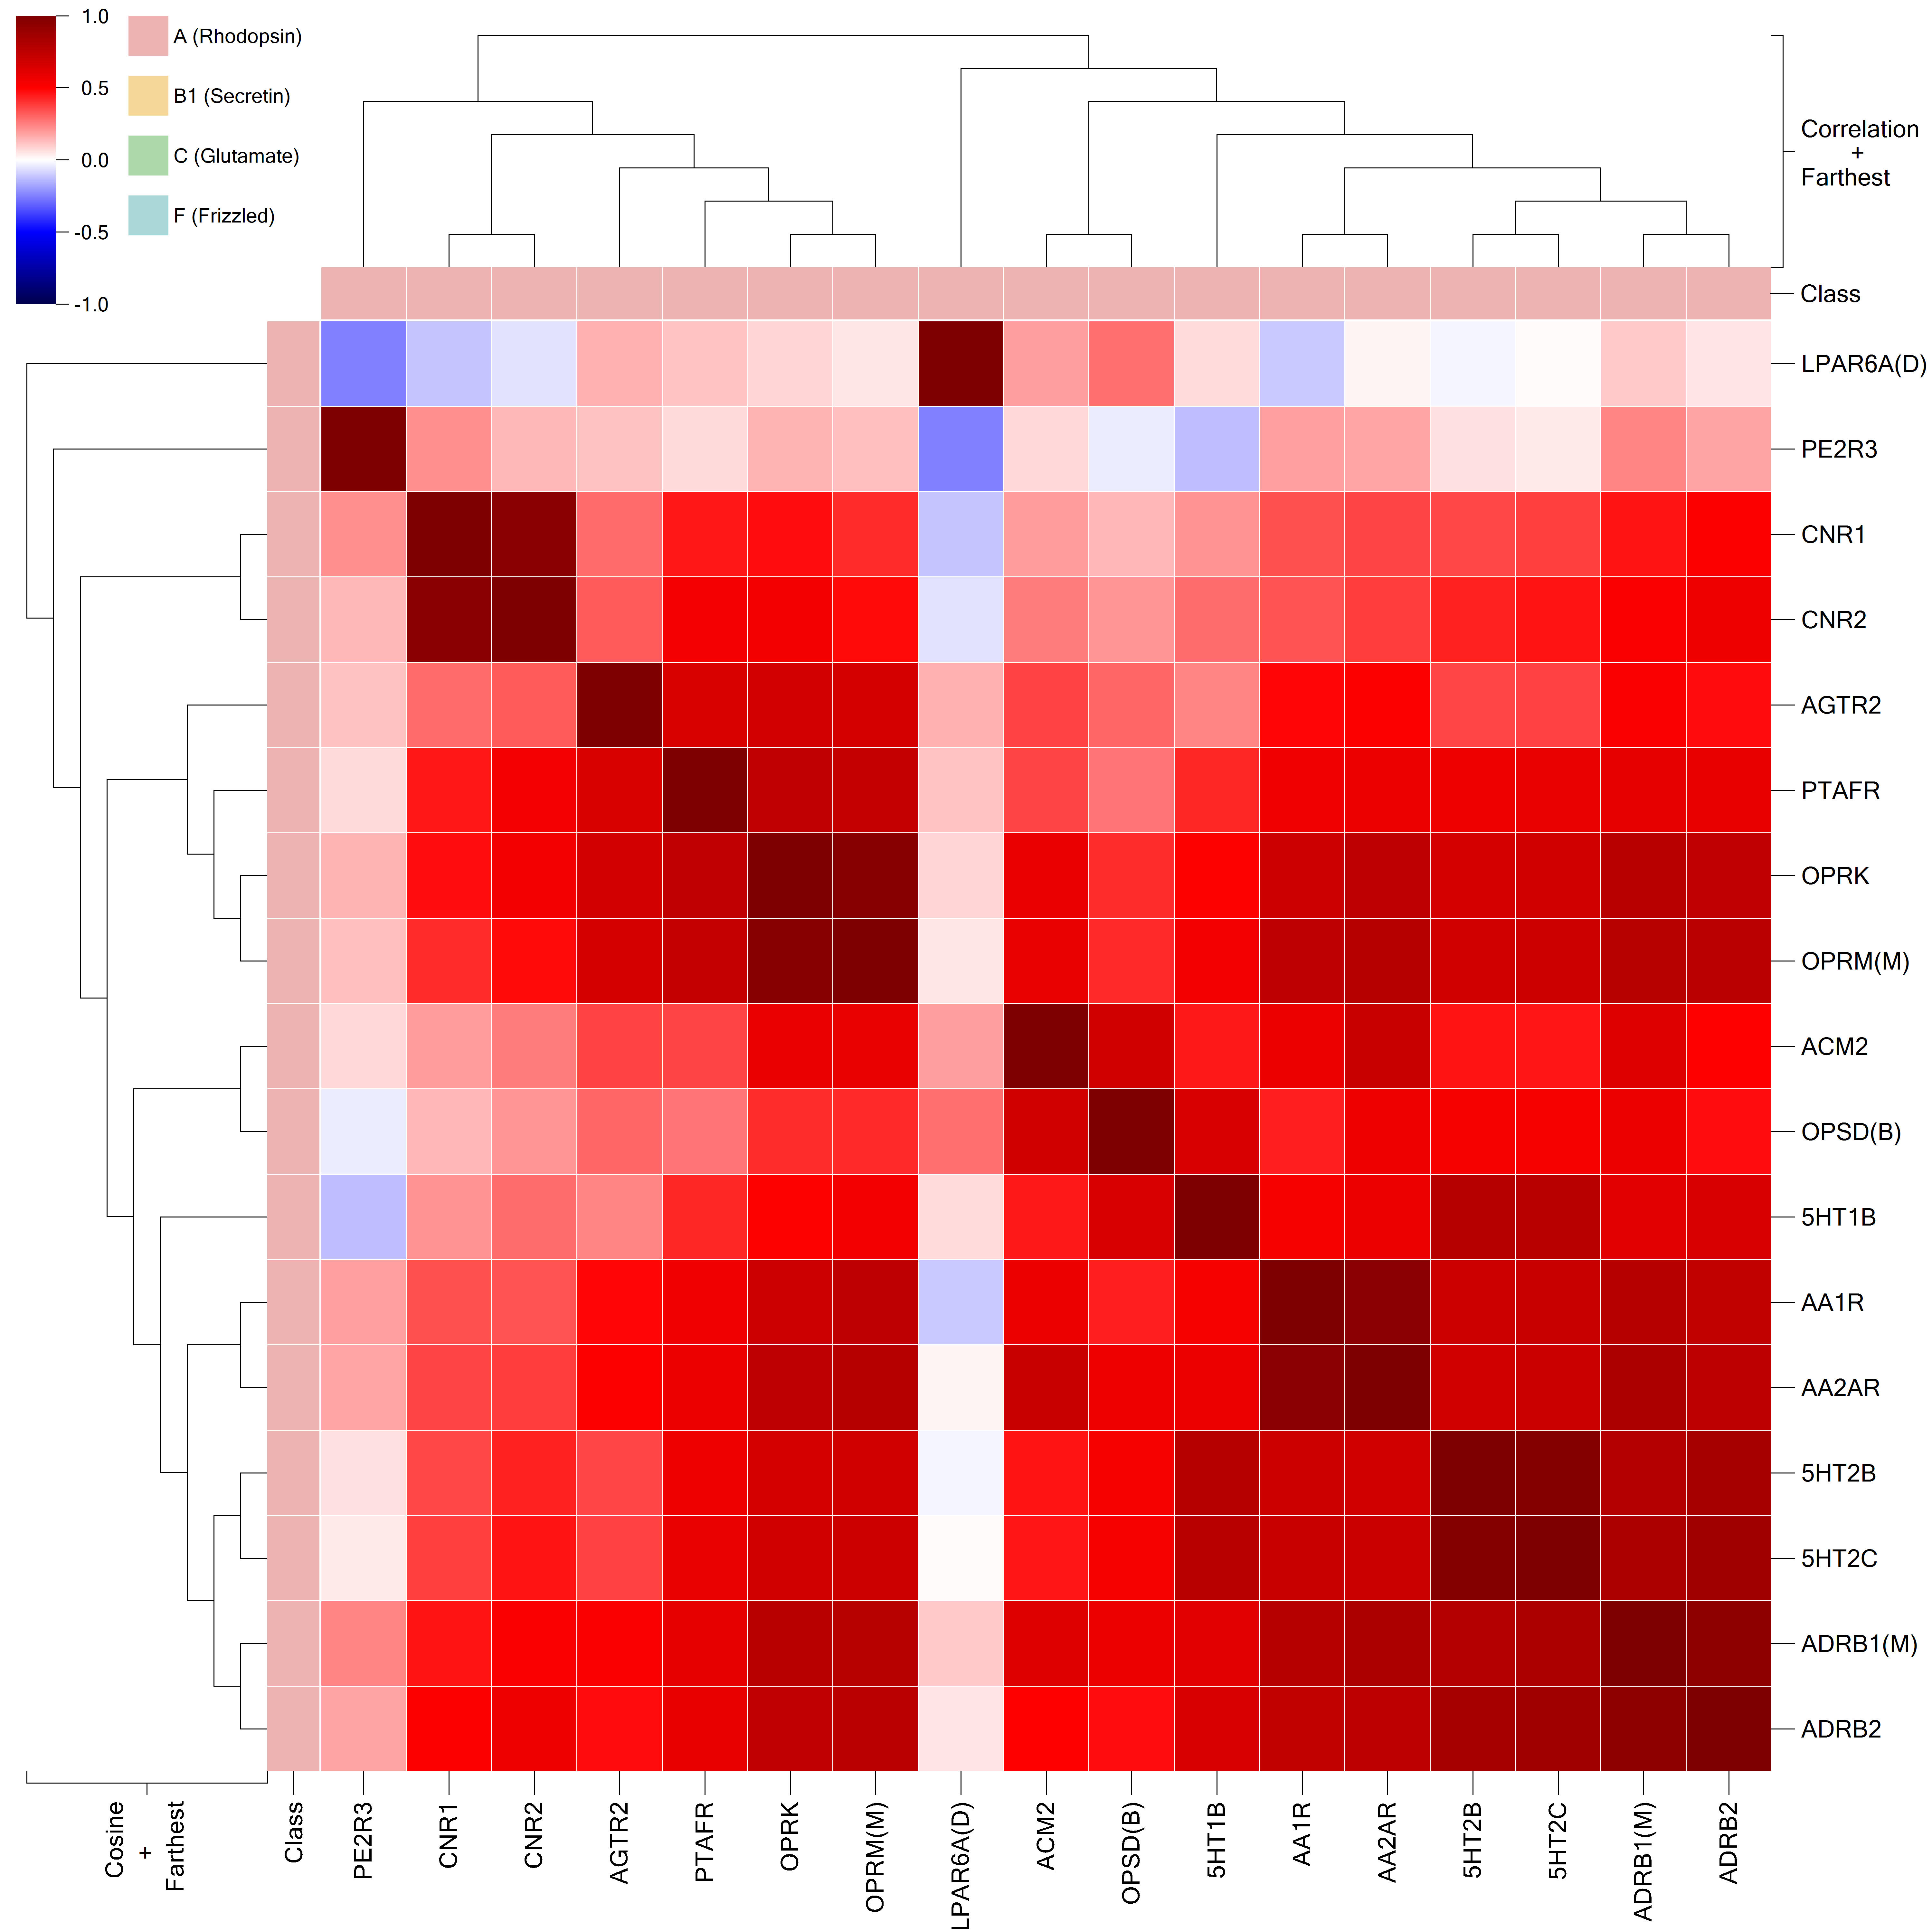 1.0
0.5
0.0
-0.5
-1.0
A (Rhodopsin)
B1 (Secretin)
C (Glutamate)
F (Frizzled)
Correlation
+
Farthest
Class
LPAR6A(D)
PE2R3
CNR1
CNR2
AGTR2
PTAFR
OPRK
OPRM(M)
ACM2
OPSD(B)
5HT1B
AA1R
AA2AR
5HT2B
5HT2C
ADRB1(M)
ADRB2
Cosine
+
Farthest
Class
PE2R3
CNR1
CNR2
AGTR2
PTAFR
OPRK
OPRM(M)
LPAR6A(D)
ACM2
OPSD(B)
5HT1B
AA1R
AA2AR
5HT2B
5HT2C
ADRB1(M)
ADRB2